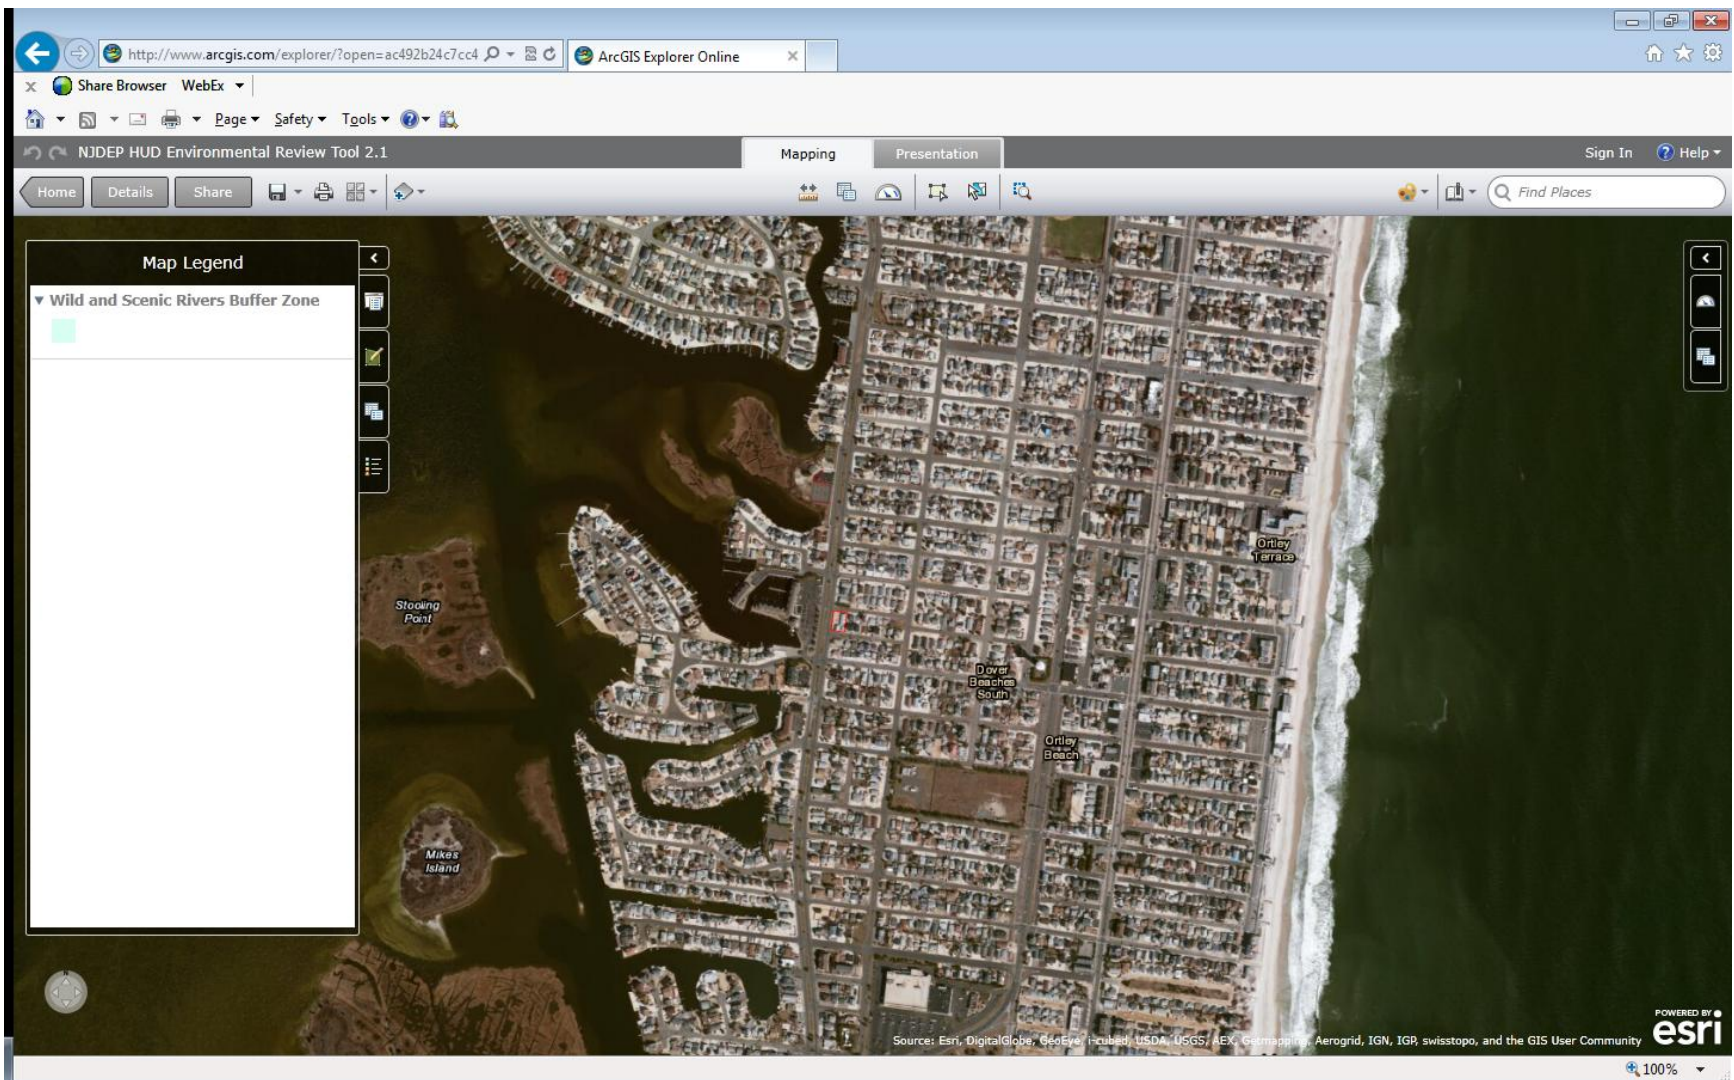 http://www.arcgis.com/explorer/?open=ac492b24c7cc4
ArcGIS Explorer Online
Share Browser WebEx
Page Safety Tools
NJDEP HUD Environmental Review Tool 2.1
Mapping
Presentation
Sign In
Help
Home
Details
Share
Find Places
Map Legend
Wild and Scenic Rivers Buffer Zone
Ortley
Terrace
Stooling
Point
Dover
Beaches
South
Ortley
Beach
Mikes
Island
POWERED BY
esri
Source: Esri, DigitalGlobe, GeoEye, i-cubed, USDA, USGS, AEX, Getmapping, Aerogrid, IGN, IGP, swisstopo, and the GIS User Community
100%